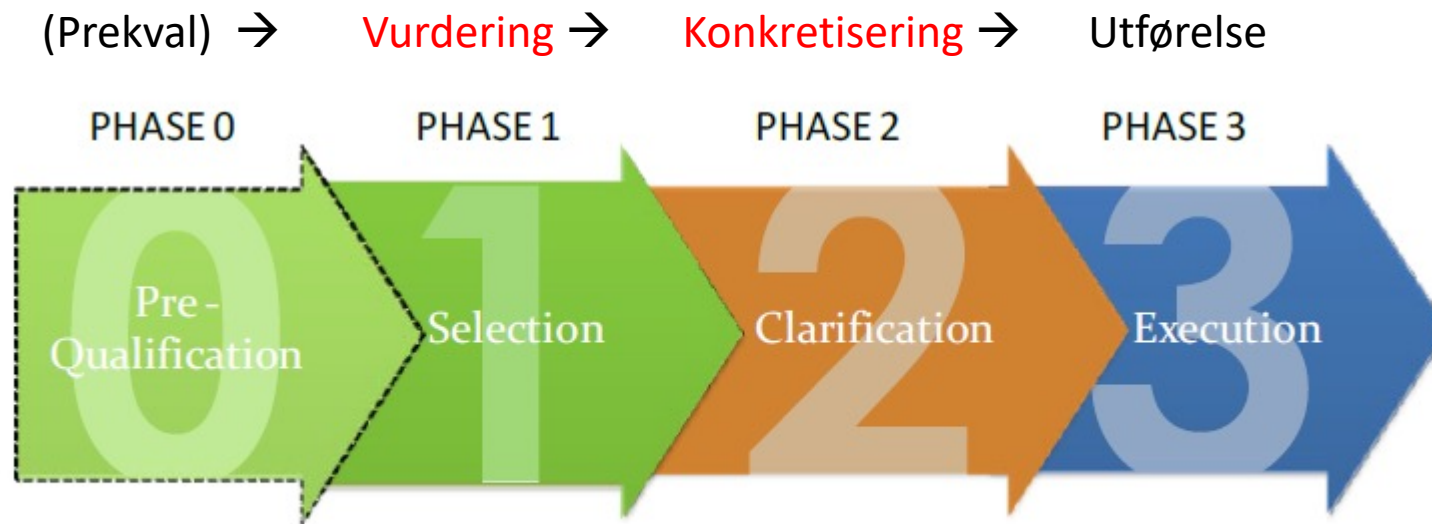 (Prekval) → Vurdering → Konkretisering → Utførelse
PHASE 0 PHASE 1 PHASE 2 PHASE 3
0 1 2 3
Pre-
Qualification
Selection
Clarification
Execution